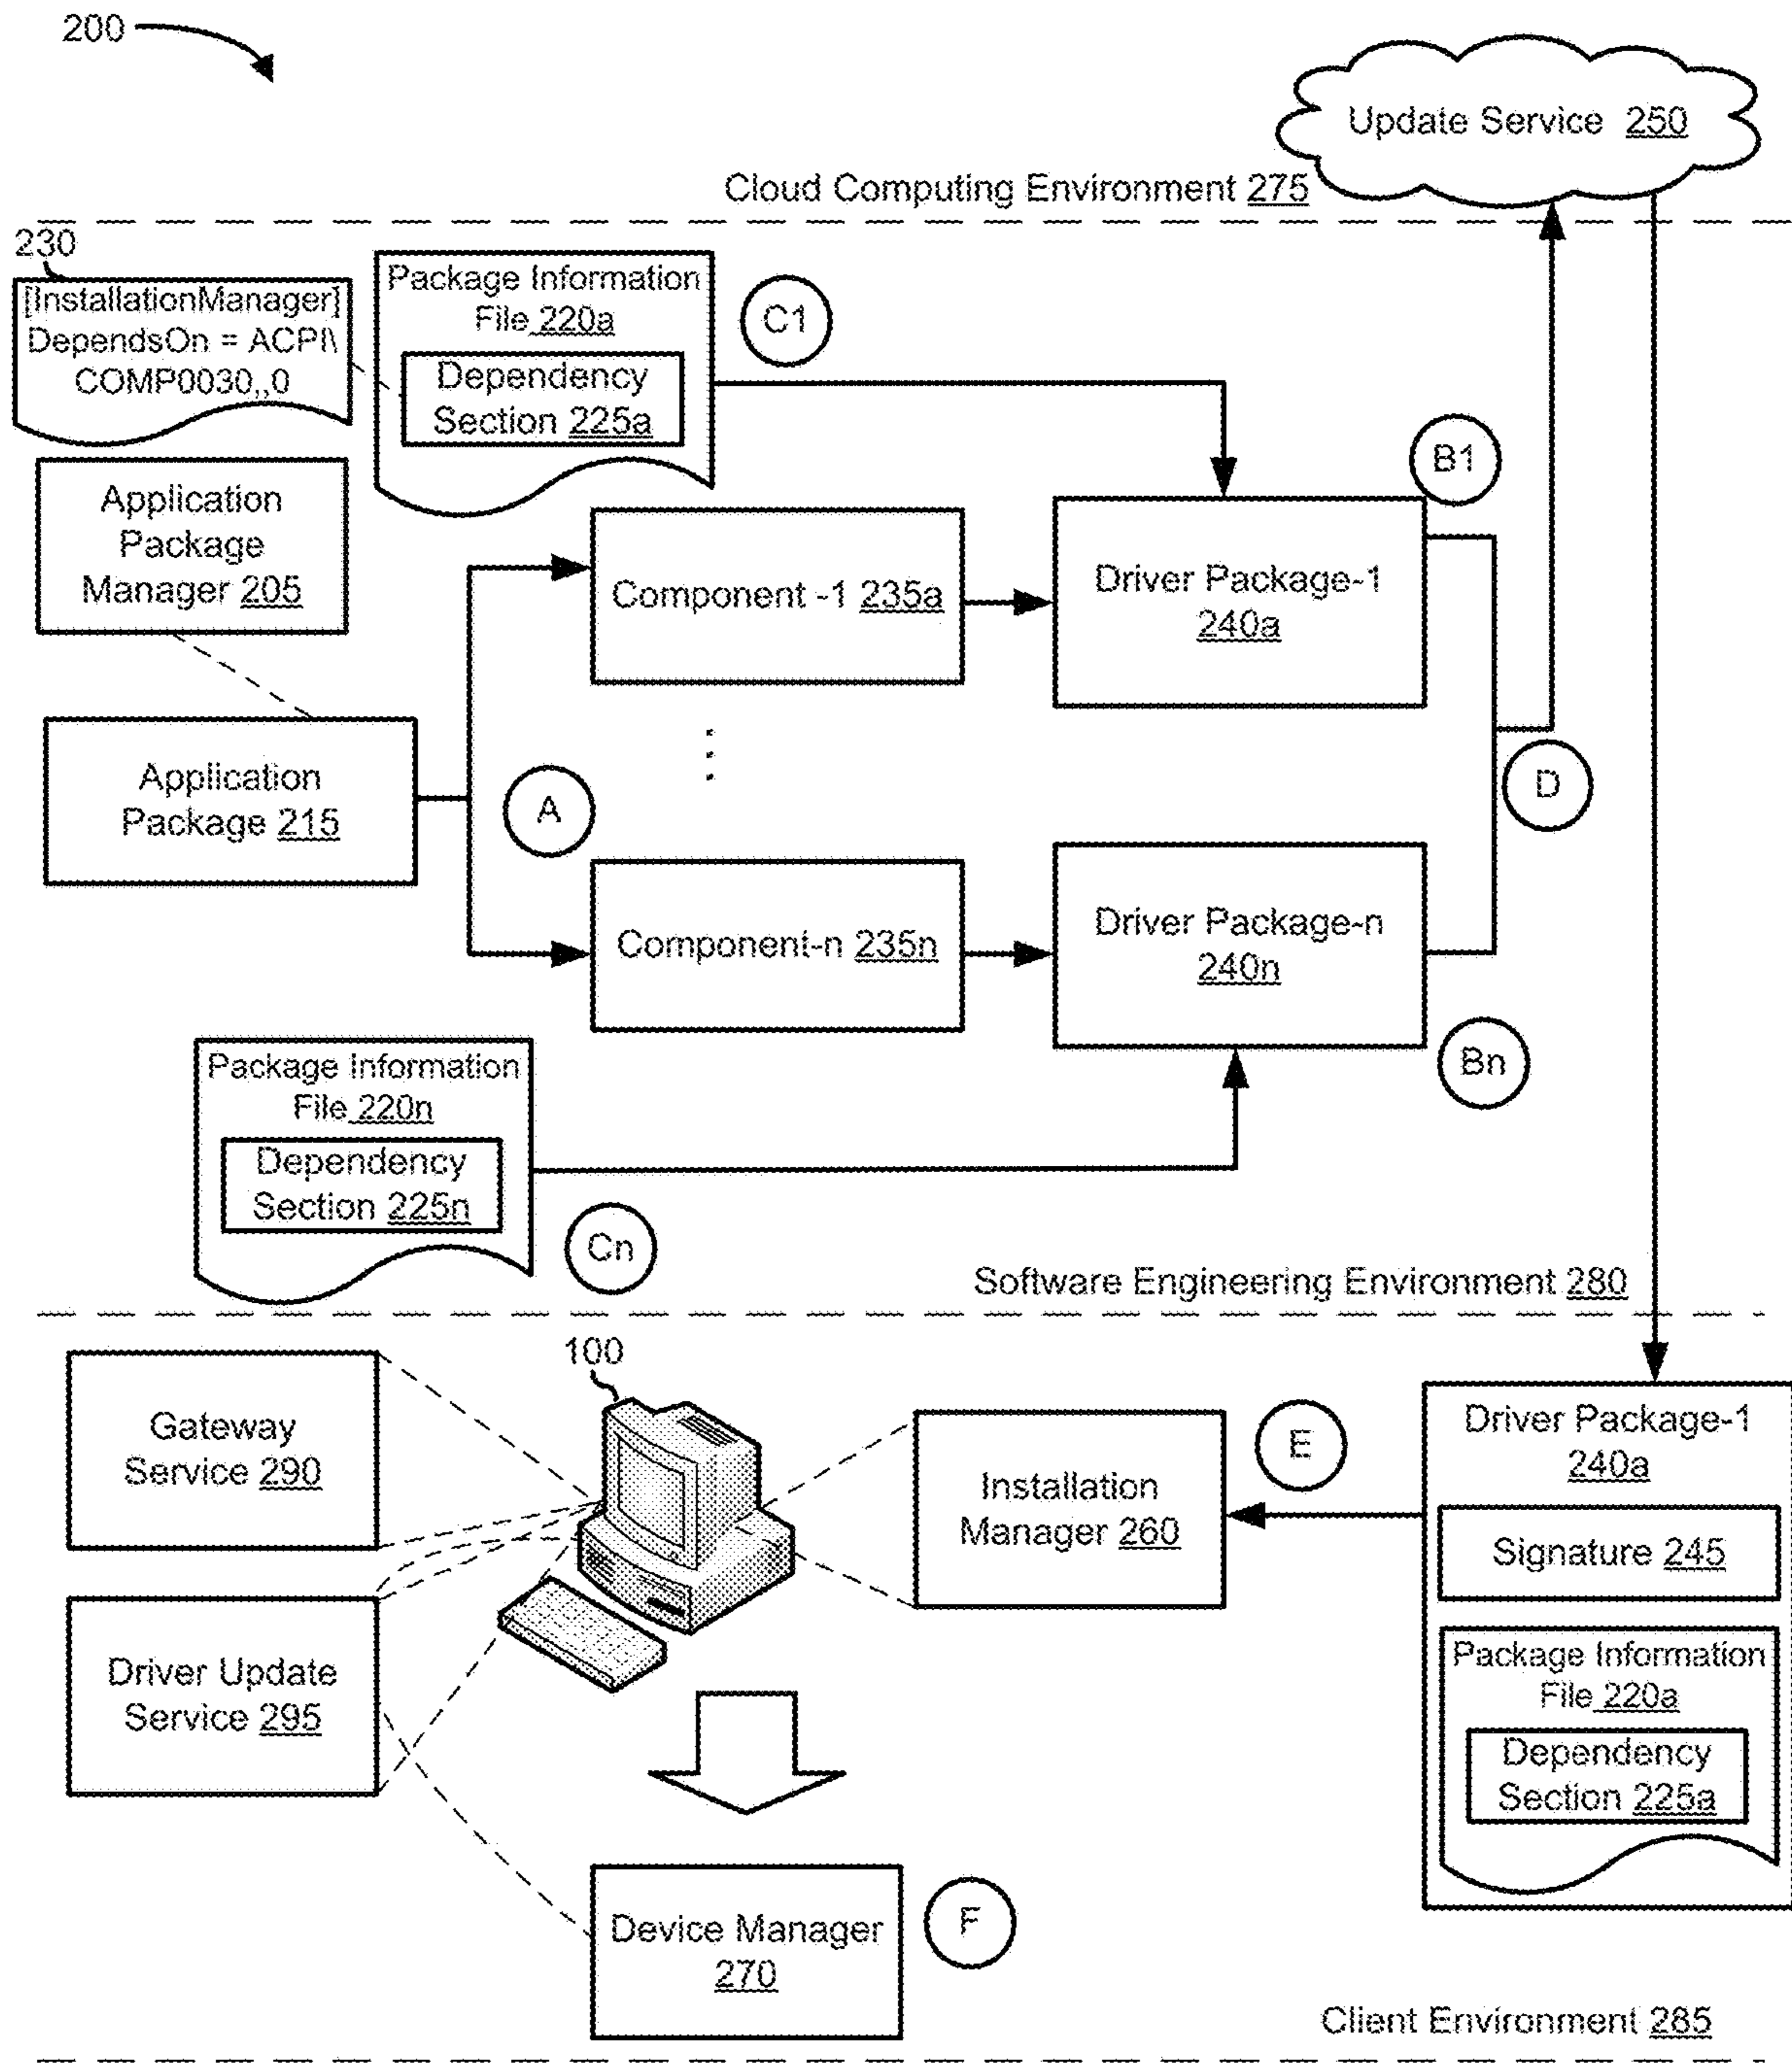 200
Update Service 250
Cloud Computing Environment 275
230
[InstallationManager]
DependsOn = ACPI\
COMP0030,,0
Package Information
File 220a
Dependency
Section 225a
C1
B1
Application
Package
Manager 205
Component -1 235a
Driver Package-1
240a
Application
Package 215
A
D
Component-n 235n
Driver Package-n
240n
Bn
Package Information
File 220n
Dependency
Section 225n
Cn
Software Engineering Environment 280
100
Gateway
Service 290
Installation
Manager 260
E
Driver Package-1
240a
Signature 245
Package Information
File 220a
Dependency
Section 225a
Driver Update
Service 295
Device Manager
270
F
Client Environment 285